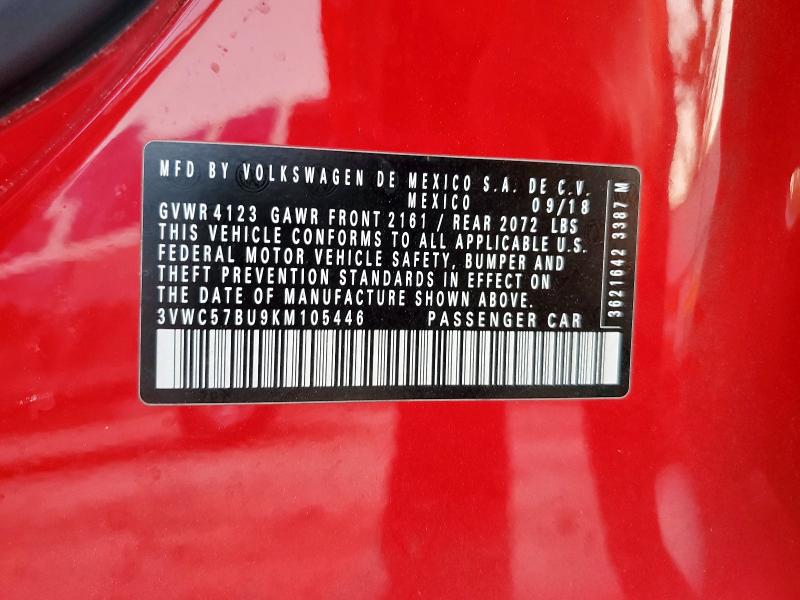 MFD BY VOLKSWAGEN DE MEXICO S.A. DE C.V.
MEXICO 09/18
GVWR 4123 GAWR FRONT 2161 / REAR 2072 LBS
THIS VEHICLE CONFORMS TO ALL APPLICABLE U.S.
FEDERAL MOTOR VEHICLE SAFETY, BUMPER AND
THEFT PREVENTION STANDARDS IN EFFECT ON
THE DATE OF MANUFACTURE SHOWN ABOVE.
3VWC57BU9KM105446 PASSENGER CAR
3621642 3387 M